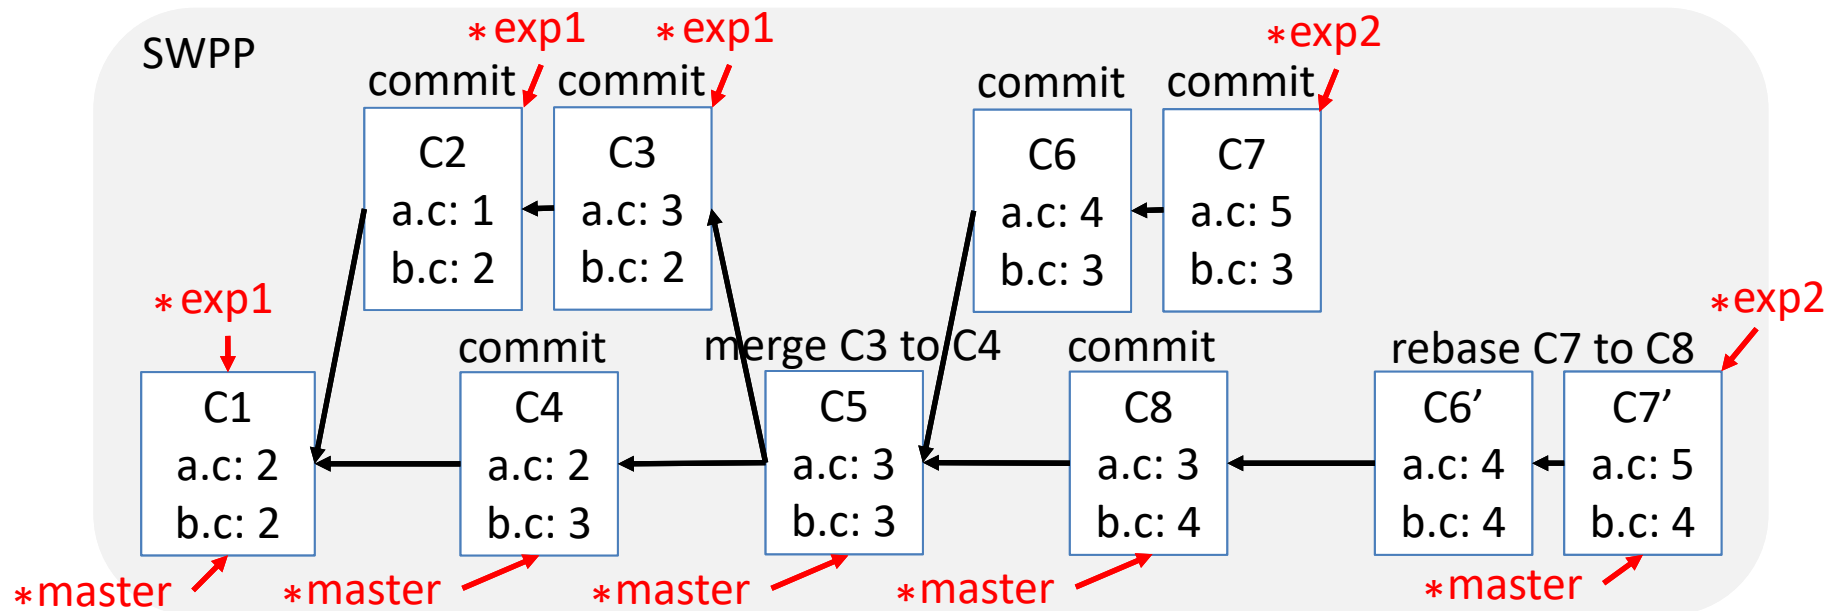 SWPP
*exp1
*exp1
*exp2
commit
commit
commit
commit
C2
a.c: 1
b.c: 2
C3
a.c: 3
b.c: 2
C6
a.c: 4
b.c: 3
C7
a.c: 5
b.c: 3
*exp1
*exp2
commit
merge C3 to C4
commit
rebase C7 to C8
C1
a.c: 2
b.c: 2
C4
a.c: 2
b.c: 3
C5
a.c: 3
b.c: 3
C8
a.c: 3
b.c: 4
C6’
a.c: 4
b.c: 4
C7’
a.c: 5
b.c: 4
*master
*master
*master
*master
*master